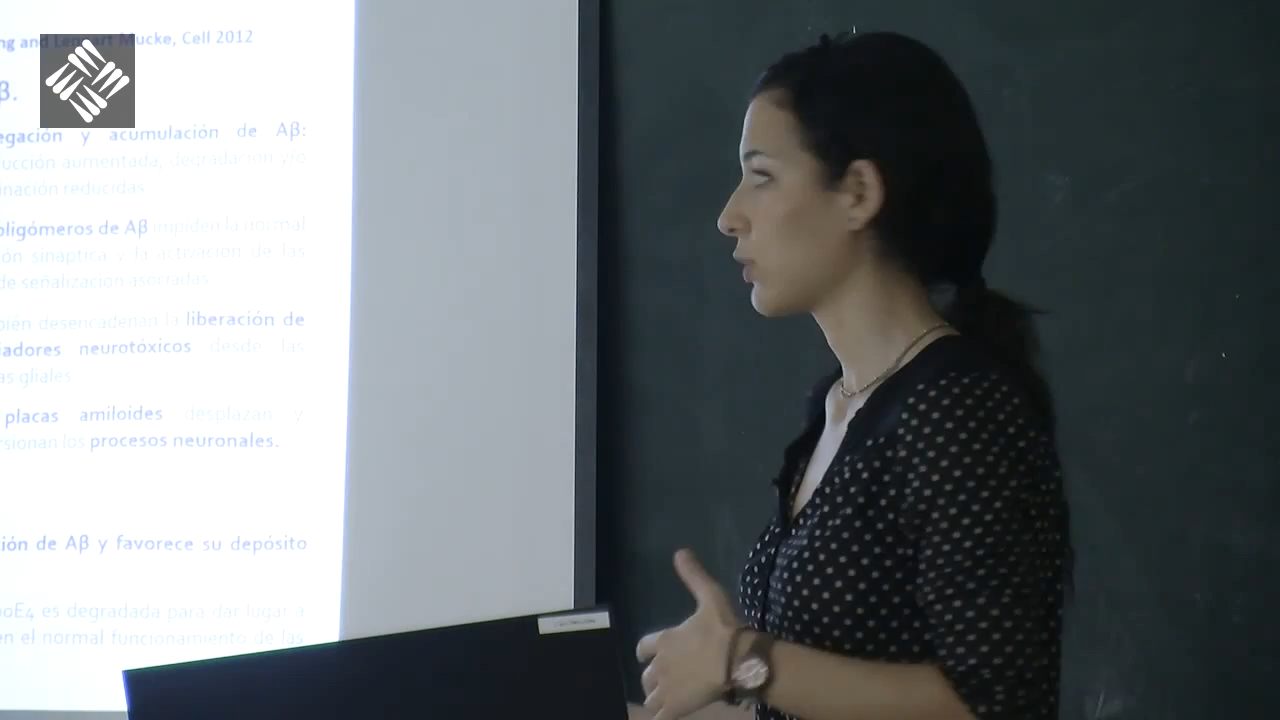 ng and Lennart Mucke, Cell 2012
β.
egación y acumulación de Aβ:
ucción aumentada, degradación y/o
inación reducidas.
oligómeros de Aβ impiden la normal
ón sináptica y la activación de las
de señalización asociadas.
bién desencadenan la liberación de
iadores neurotóxicos desde las
as gliales.
placas amiloides desplazan y
rsionan los procesos neuronales.
ión de Aβ y favorece su depósito
oE4 es degradada para dar lugar a
en el normal funcionamiento de las